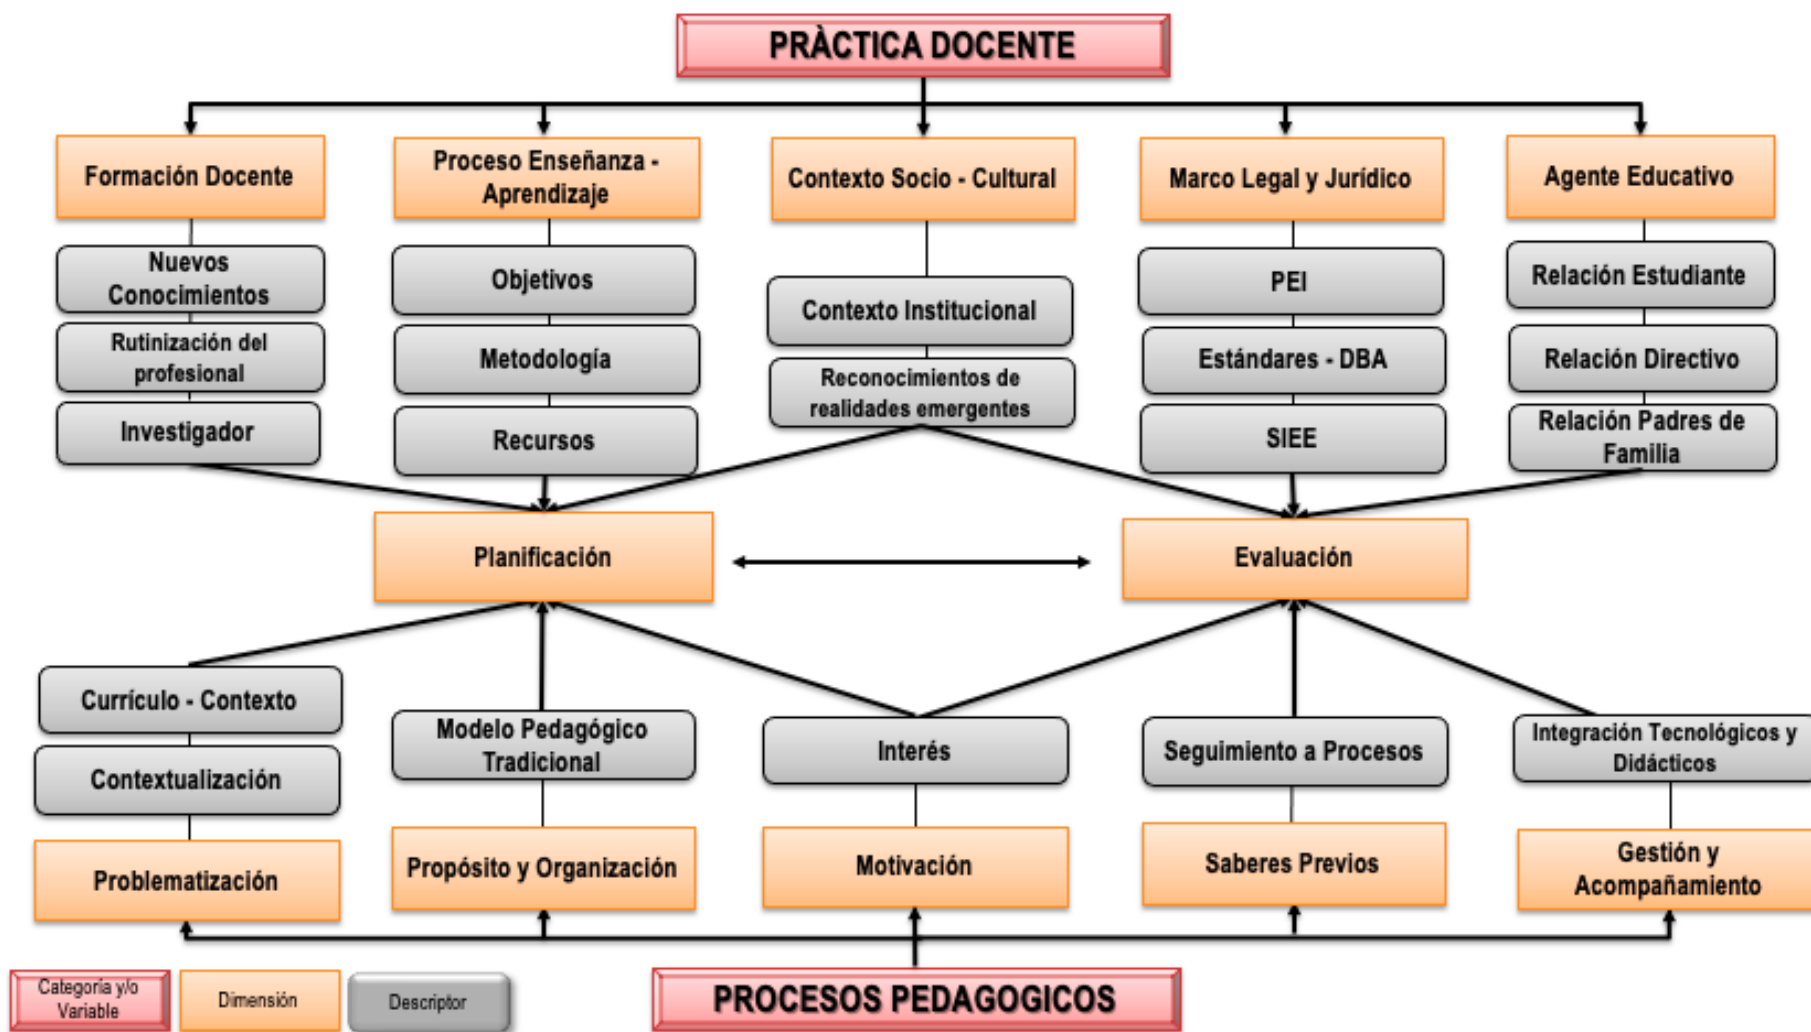 PRÀCTICA DOCENTE
Formación Docente
Proceso Enseñanza -
Aprendizaje
Contexto Socio - Cultural
Marco Legal y Jurídico
Agente Educativo
Nuevos
Conocimientos
Objetivos
Contexto Institucional
PEI
Relación Estudiante
Rutinización del
profesional
Metodología
Reconocimientos de
realidades emergentes
Estándares - DBA
Relación Directivo
Investigador
Recursos
SIEE
Relación Padres de
Familia
Planificación
Evaluación
Currículo - Contexto
Modelo Pedagógico
Tradicional
Interés
Seguimiento a Procesos
Integración Tecnológicos y
Didácticos
Contextualización
Problematización
Propósito y Organización
Motivación
Saberes Previos
Gestión y
Acompañamiento
Categoria y/o
Variable
Dimensión
Descriptor
PROCESOS PEDAGOGICOS